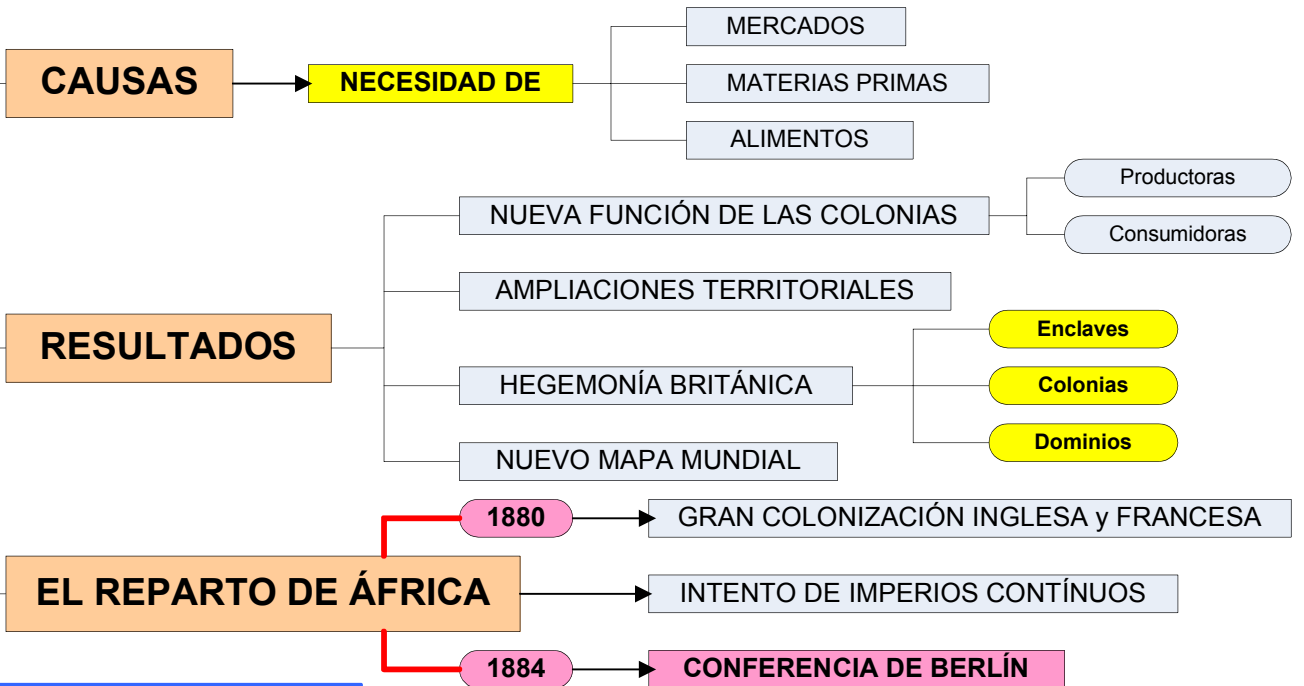 CAUSAS
NECESIDAD DE
MERCADOS
MATERIAS PRIMAS
ALIMENTOS
RESULTADOS
NUEVA FUNCIÓN DE LAS COLONIAS
Productoras
Consumidoras
AMPLIACIONES TERRITORIALES
HEGEMONÍA BRITÁNICA
Enclaves
Colonias
Dominios
NUEVO MAPA MUNDIAL
EL REPARTO DE ÁFRICA
1880
GRAN COLONIZACIÓN INGLESA y FRANCESA
INTENTO DE IMPERIOS CONTÍNUOS
1884
CONFERENCIA DE BERLÍN